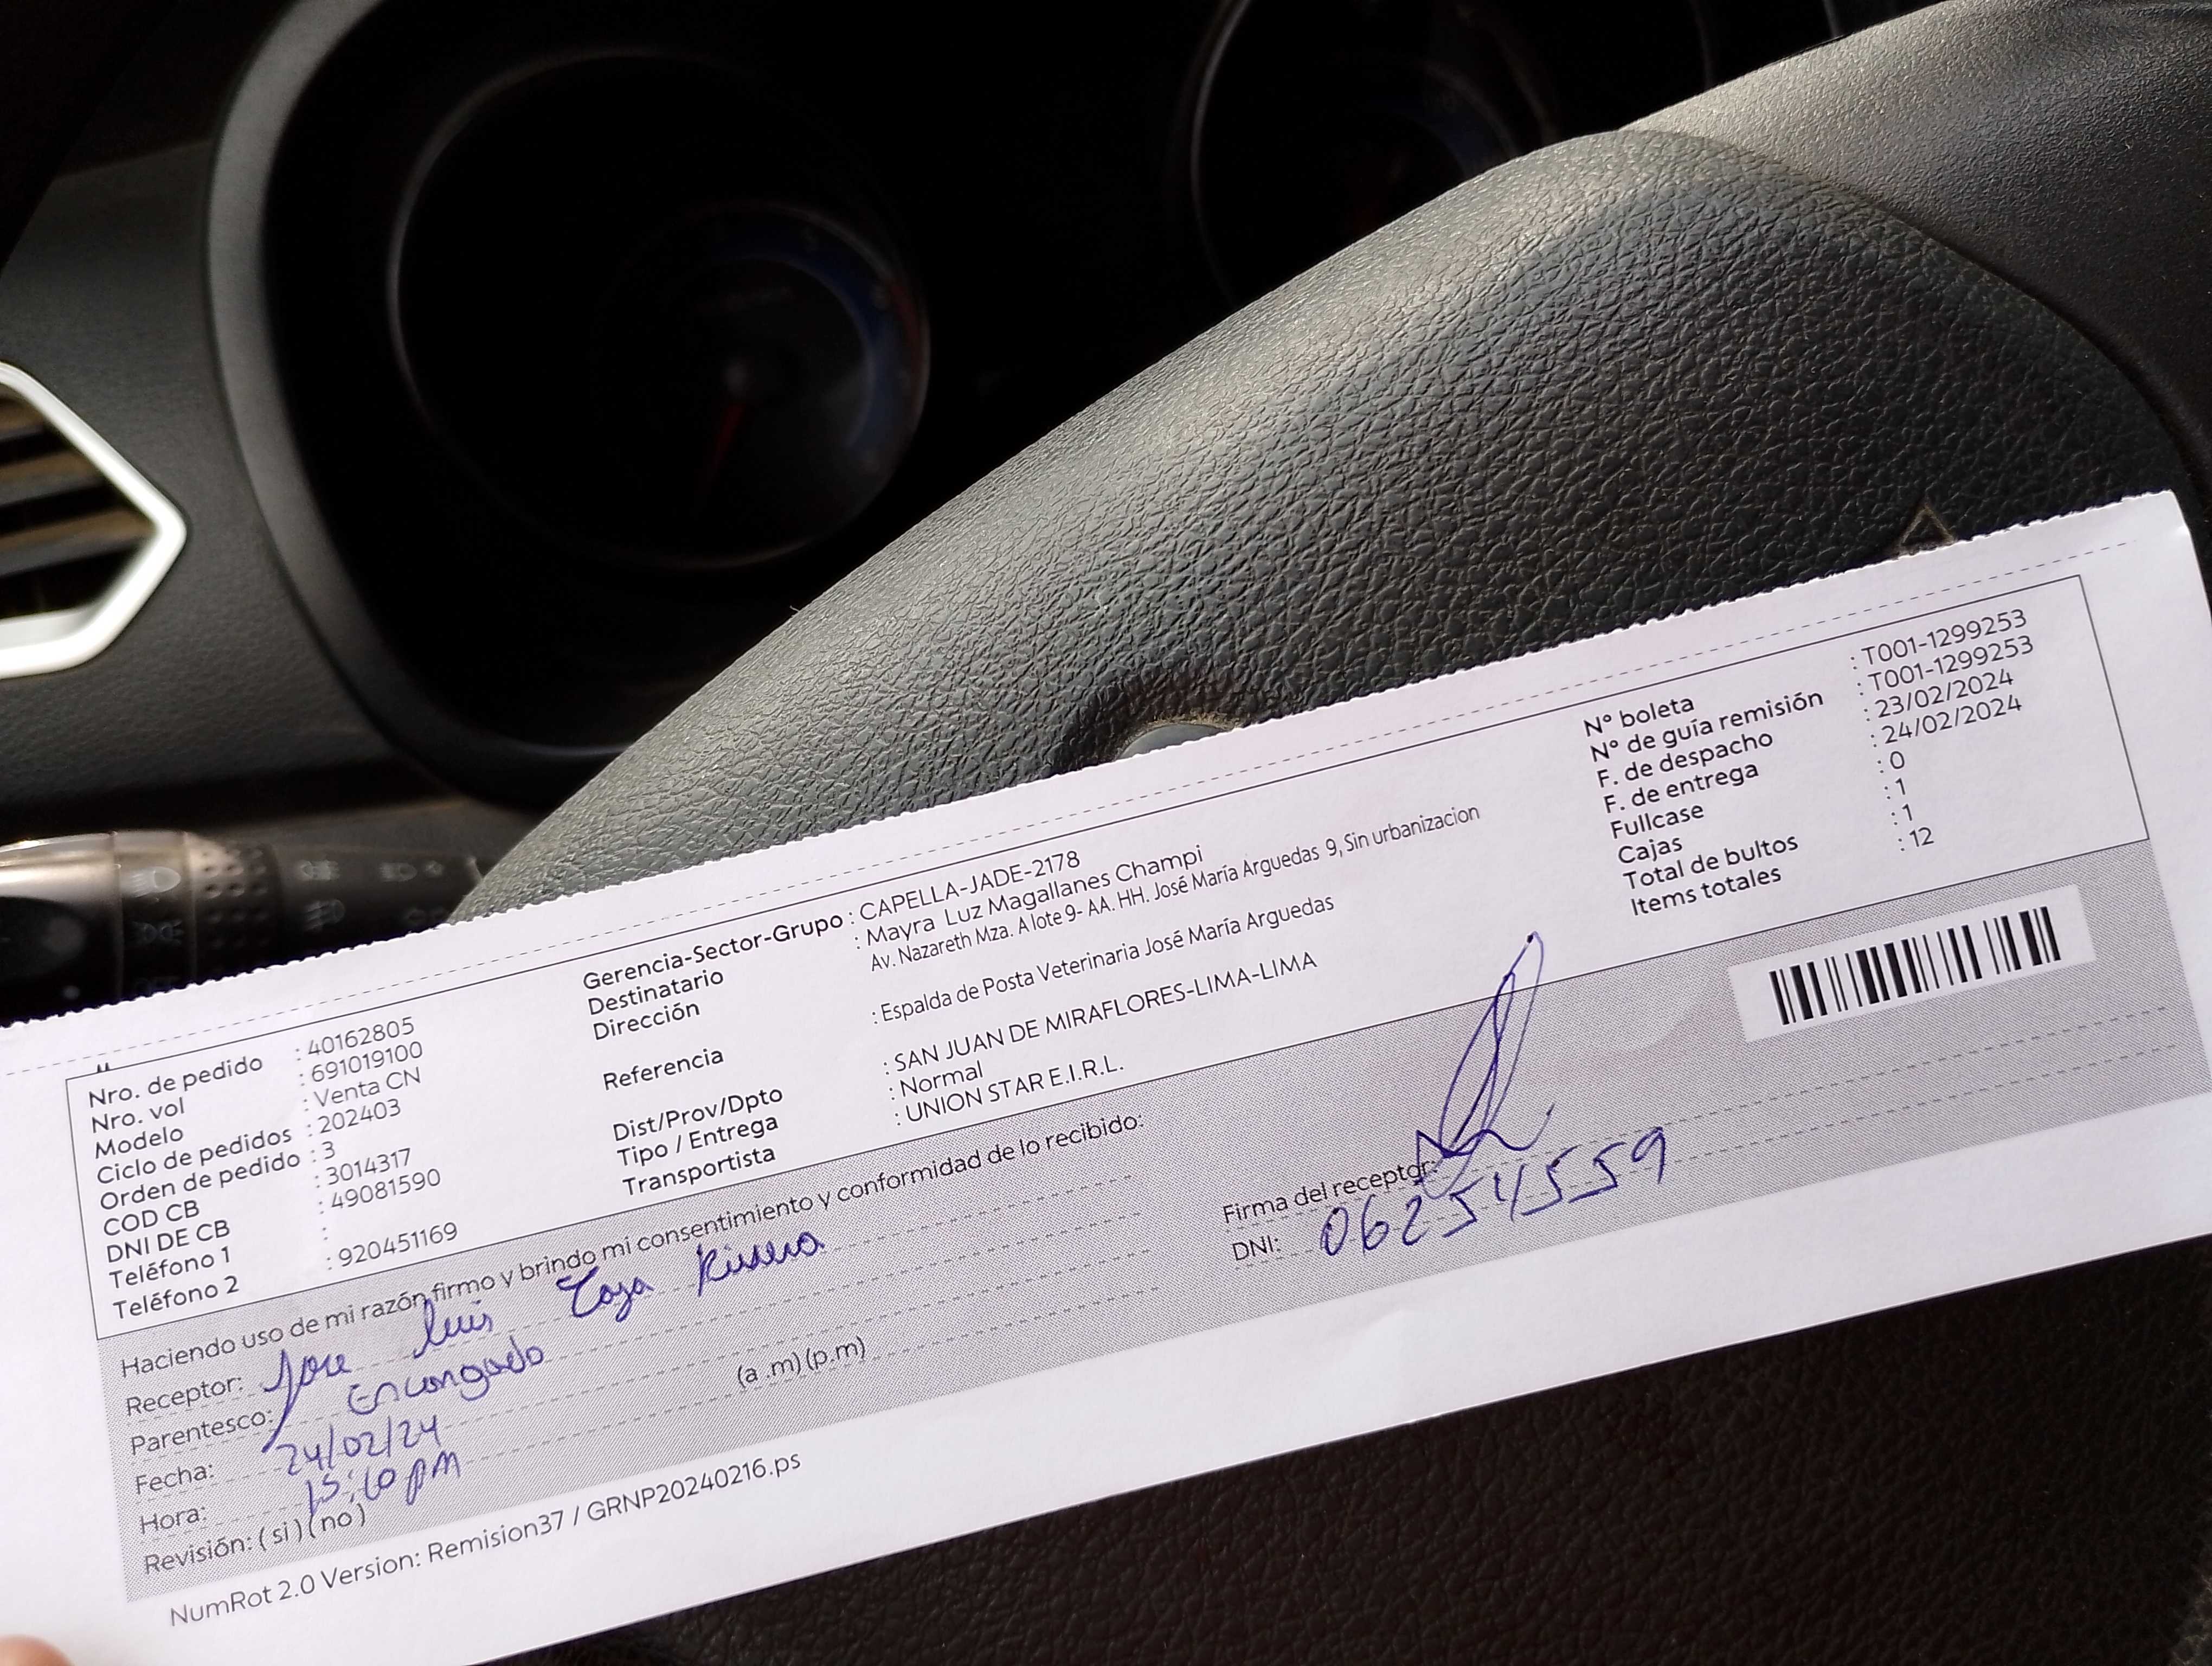 Nro. de pedido : 40162805
Nro. vol : 691019100
Modelo : Venta CN
Ciclo de pedidos : 202403
Orden de pedido : 3
COD CB : 3014317
DNI DE CB : 49081590
Teléfono 1 :
Teléfono 2 : 920451169
Gerencia-Sector-Grupo : CAPELLA-JADE-2178
Destinatario : Mayra Luz Magallanes Champi
Dirección Av. Nazareth Mza. A lote 9- AA. HH. José María Arguedas 9, Sin urbanizacion
Referencia : Espalda de Posta Veterinaria José María Arguedas
Dist/Prov/Dpto : SAN JUAN DE MIRAFLORES-LIMA-LIMA
Tipo / Entrega : Normal
Transportista : UNION STAR E.I.R.L.
N° boleta : T001-1299253
N° de guía remisión : T001-1299253
F. de despacho : 23/02/2024
F. de entrega : 24/02/2024
Fullcase : 0
Cajas : 1
Total de bultos : 1
Items totales : 12
Haciendo uso de mi razón firmo y brindo mi consentimiento y conformidad de lo recibido:
Receptor: Jose Luis Rivera
Parentesco: Encargado
Fecha: 24/02/24
Hora: pm (a .m) (p.m)
Revisión: ( si ) ( no )
Firma del receptor:
DNI:
NumRot 2.0 Version: Remision37 / GRNP20240216.ps